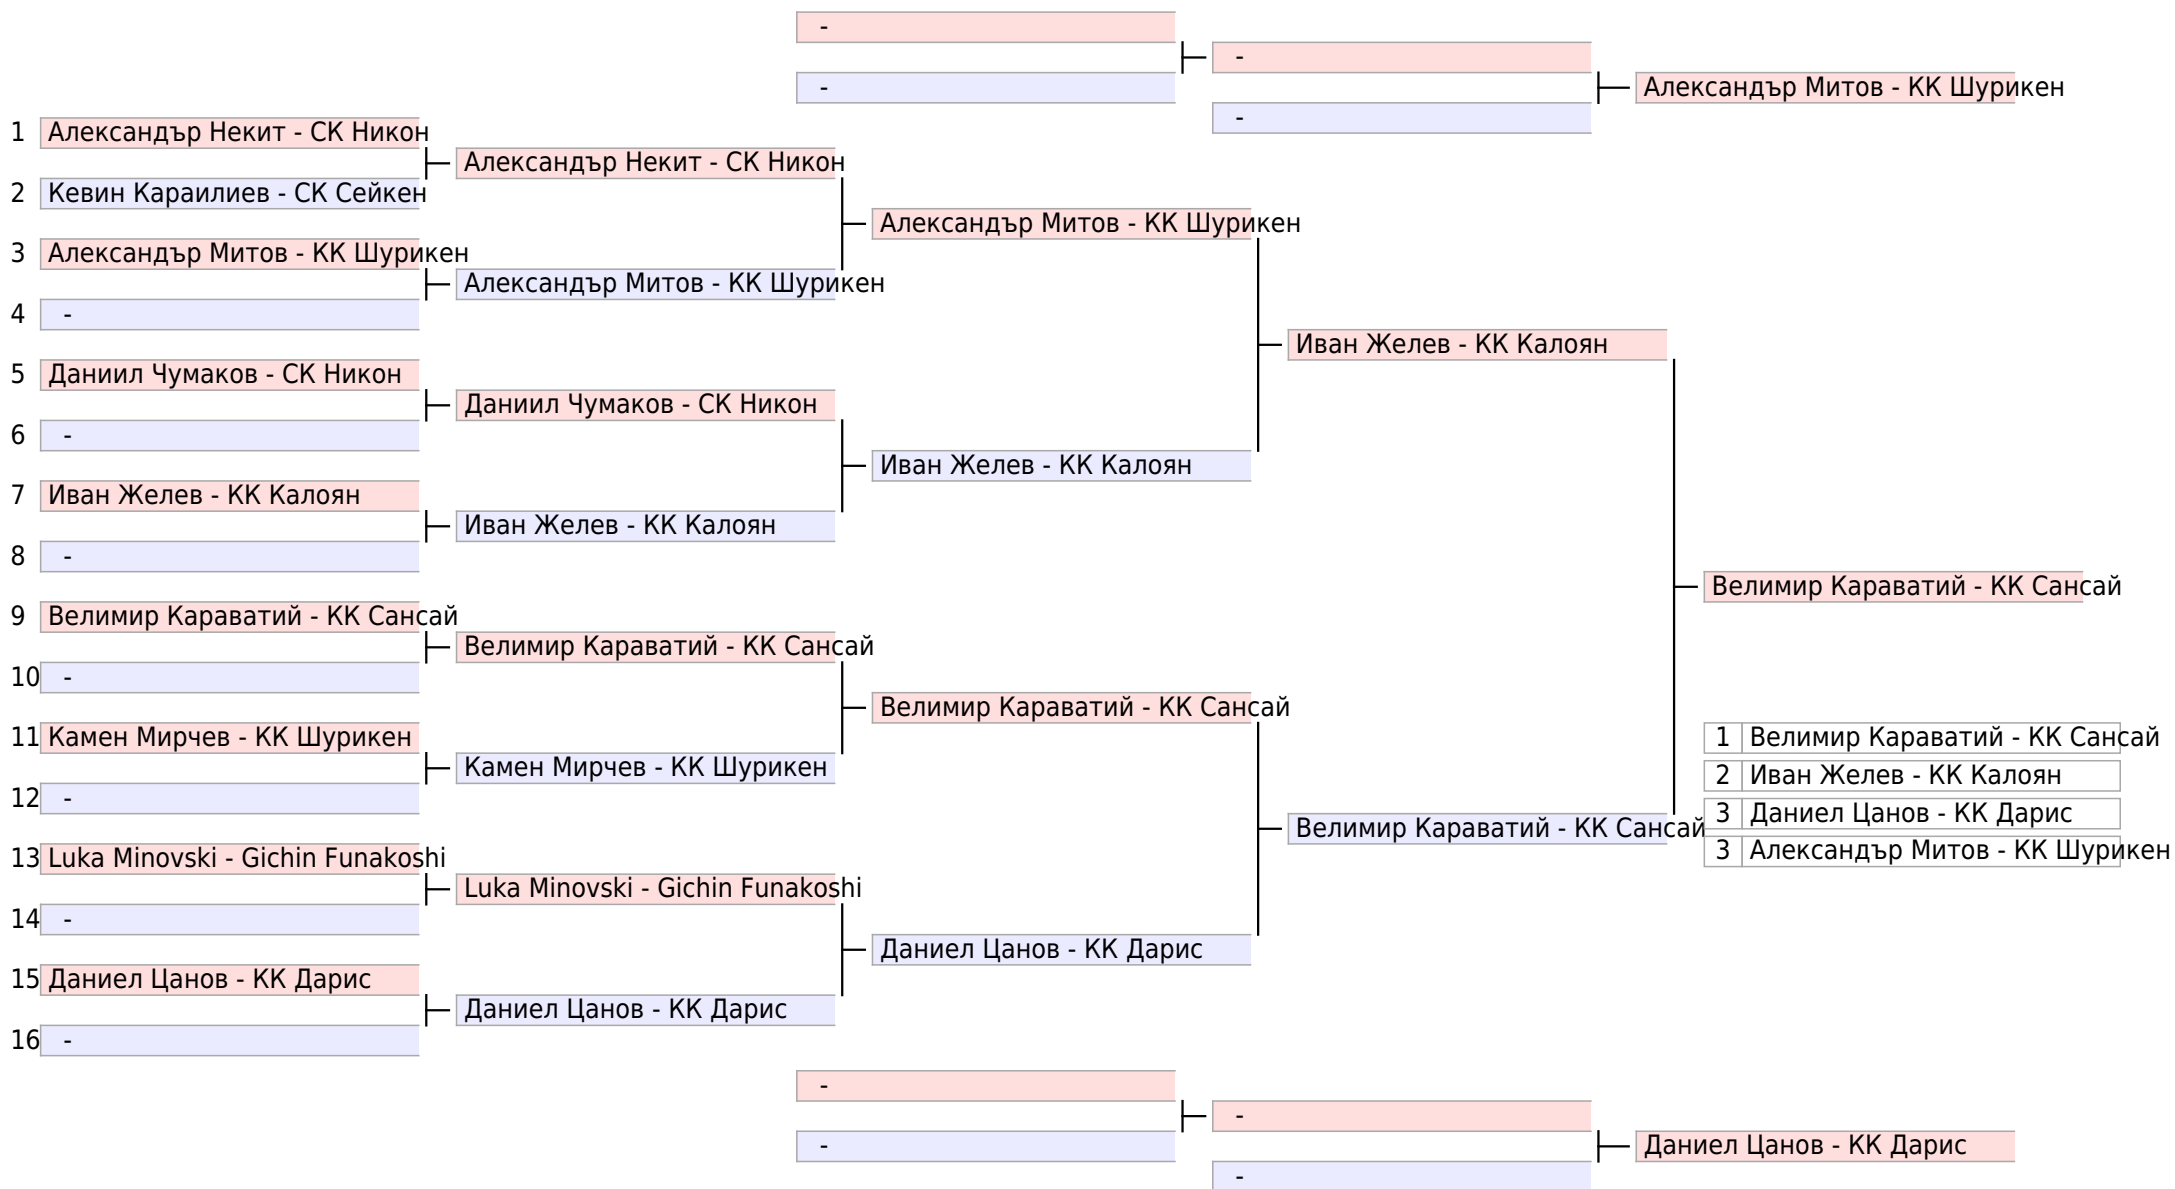 -
-
-
-
Александър Митов - КК Шурикен
1 Александър Некит - СК Никон
2 Кевин Караилиев - СК Сейкен
3 Александър Митов - КК Шурикен
4 -
5 Даниил Чумаков - СК Никон
6 -
7 Иван Желев - КК Калоян
8 -
9 Велимир Караватий - КК Сансай
10 -
11 Камен Мирчев - КК Шурикен
12 -
13 Luka Minovski - Gichin Funakoshi
14 -
15 Даниел Цанов - КК Дарис
16 -
Александър Некит - СК Никон
Александър Митов - КК Шурикен
Даниил Чумаков - СК Никон
Иван Желев - КК Калоян
Велимир Караватий - КК Сансай
Камен Мирчев - КК Шурикен
Luka Minovski - Gichin Funakoshi
Даниел Цанов - КК Дарис
Александър Митов - КК Шурикен
Иван Желев - КК Калоян
Велимир Караватий - КК Сансай
Даниел Цанов - КК Дарис
Иван Желев - КК Калоян
Велимир Караватий - КК Сансай
Велимир Караватий - КК Сансай
1 Велимир Караватий - КК Сансай
2 Иван Желев - КК Калоян
3 Даниел Цанов - КК Дарис
3 Александър Митов - КК Шурикен
-
-
-
-
Даниел Цанов - КК Дарис